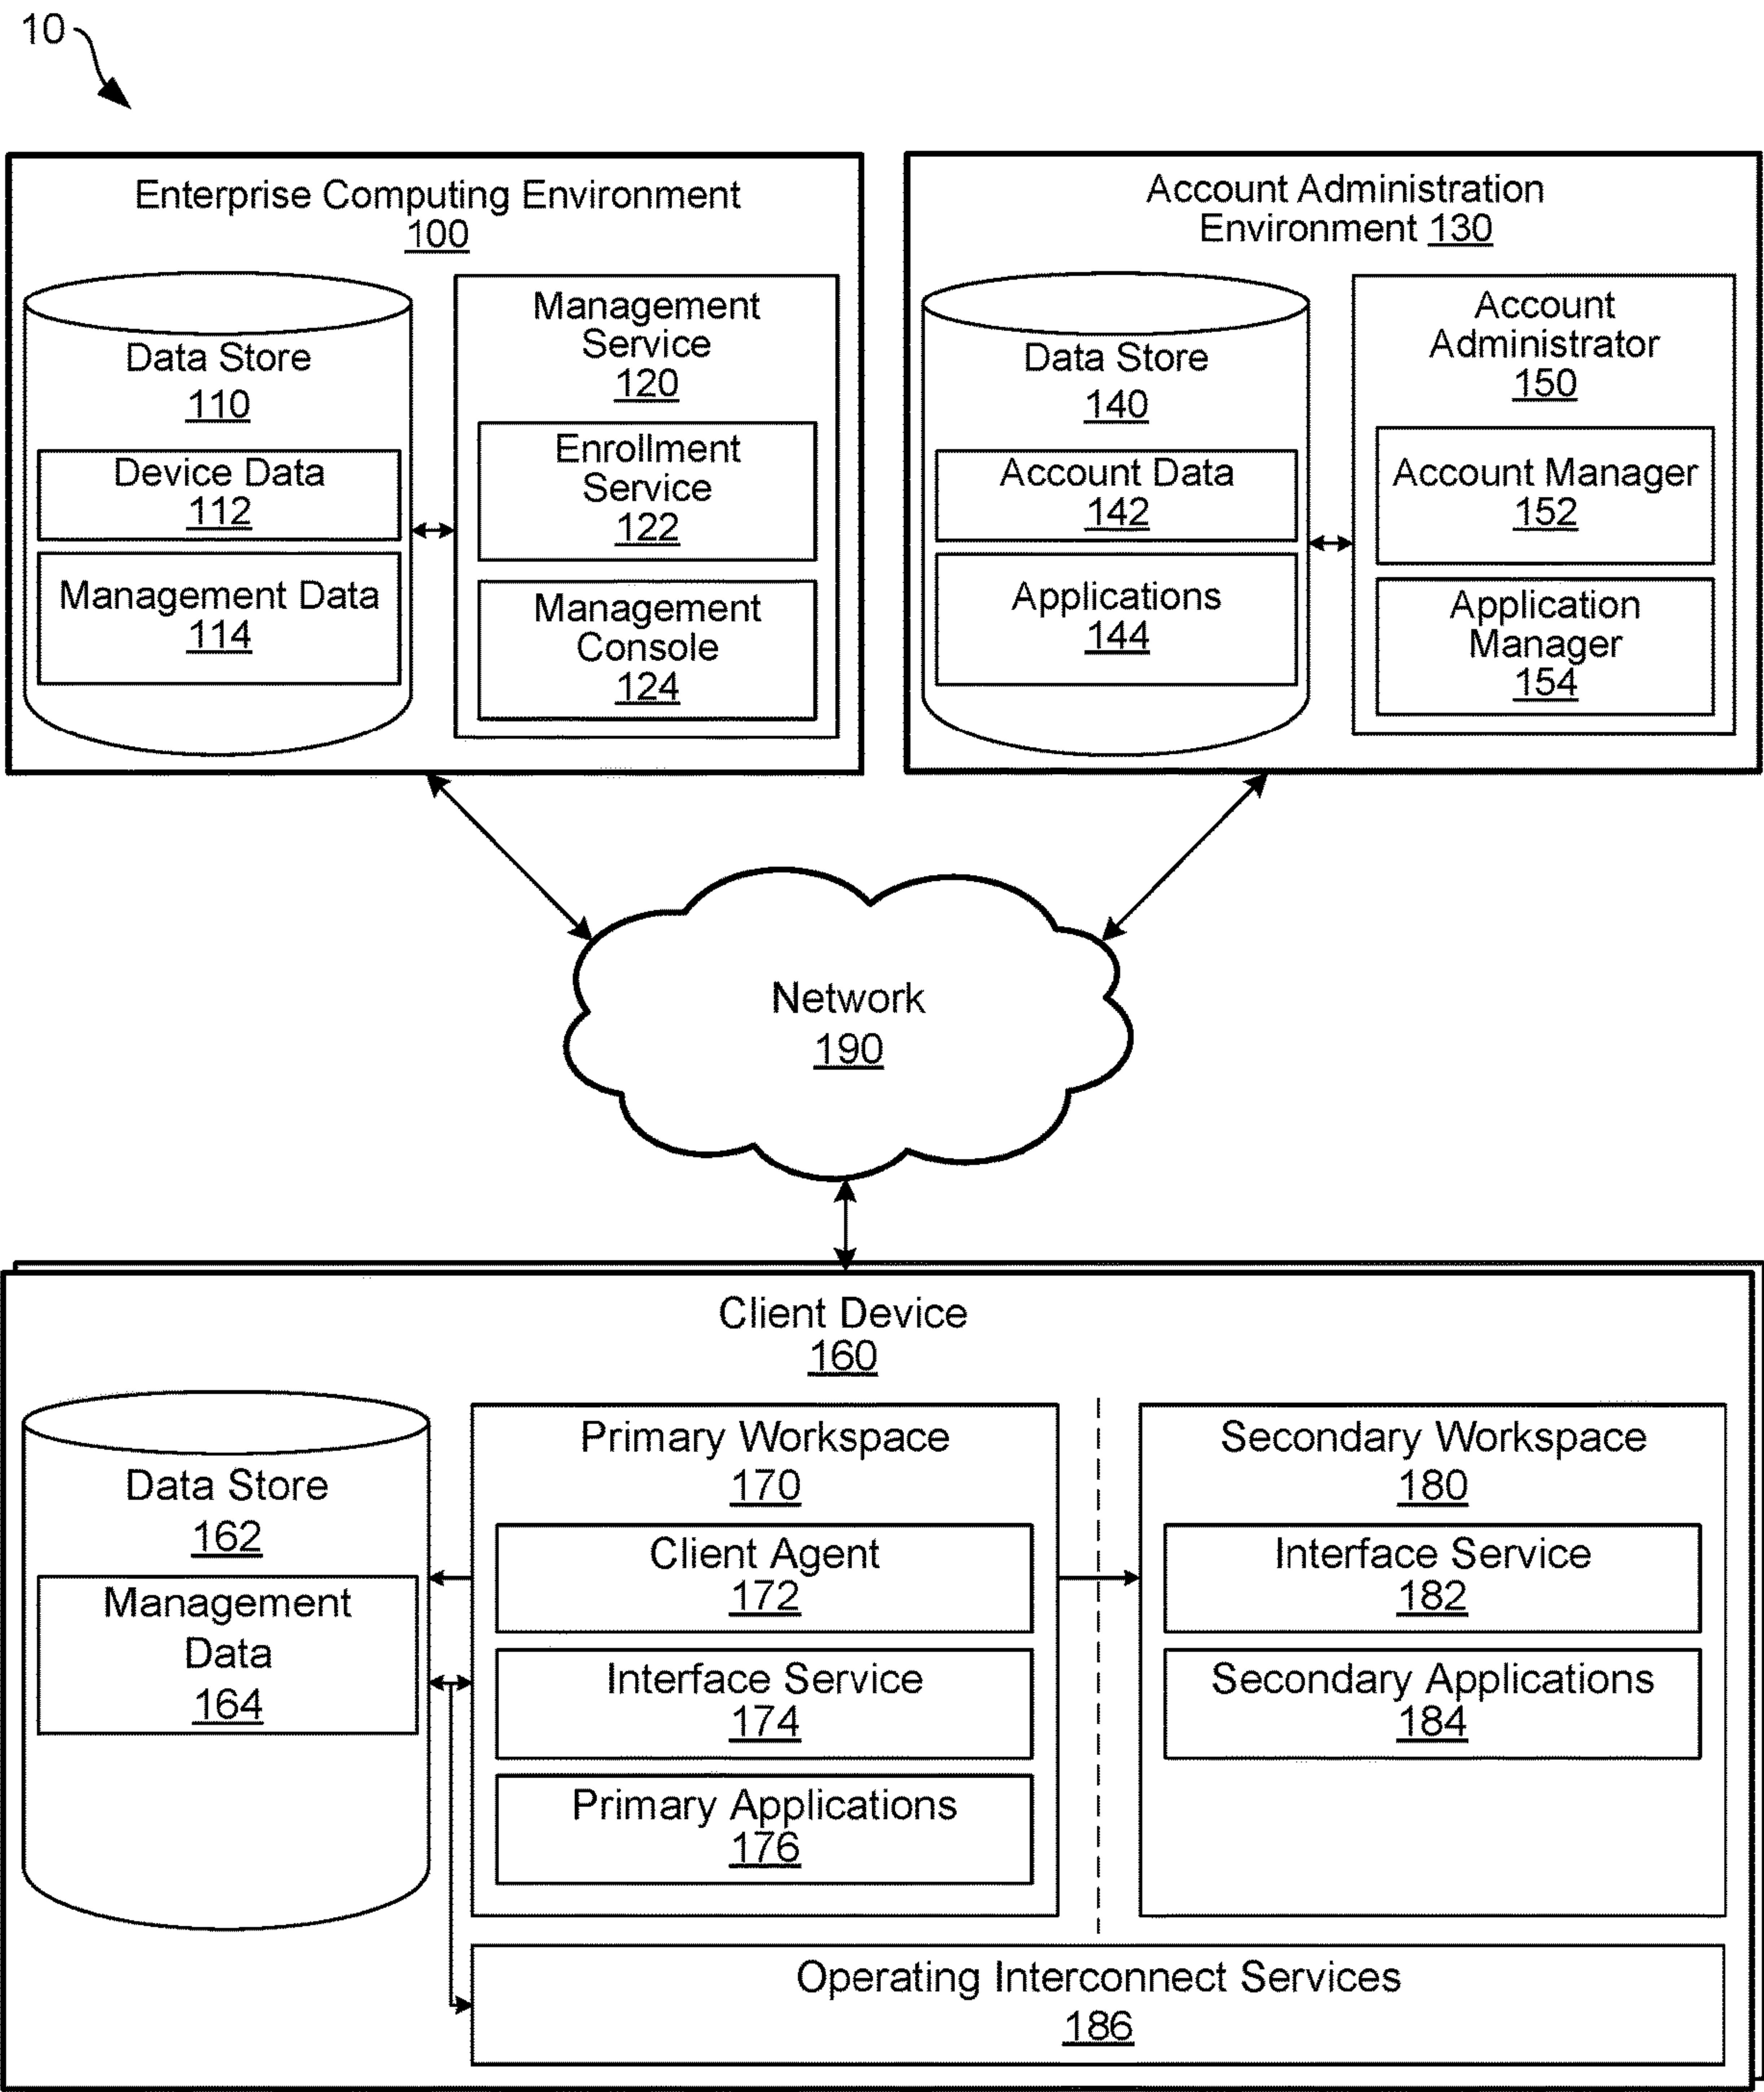 10
Enterprise Computing Environment
100
Data Store
110
Device Data
112
Management Data
114
Management
Service
120
Enrollment
Service
122
Management
Console
124
Account Administration
Environment 130
Data Store
140
Account Data
142
Applications
144
Account
Administrator
150
Account Manager
152
Application
Manager
154
Network
190
Client Device
160
Data Store
162
Management
Data
164
Primary Workspace
170
Client Agent
172
Interface Service
174
Primary Applications
176
Secondary Workspace
180
Interface Service
182
Secondary Applications
184
Operating Interconnect Services
186